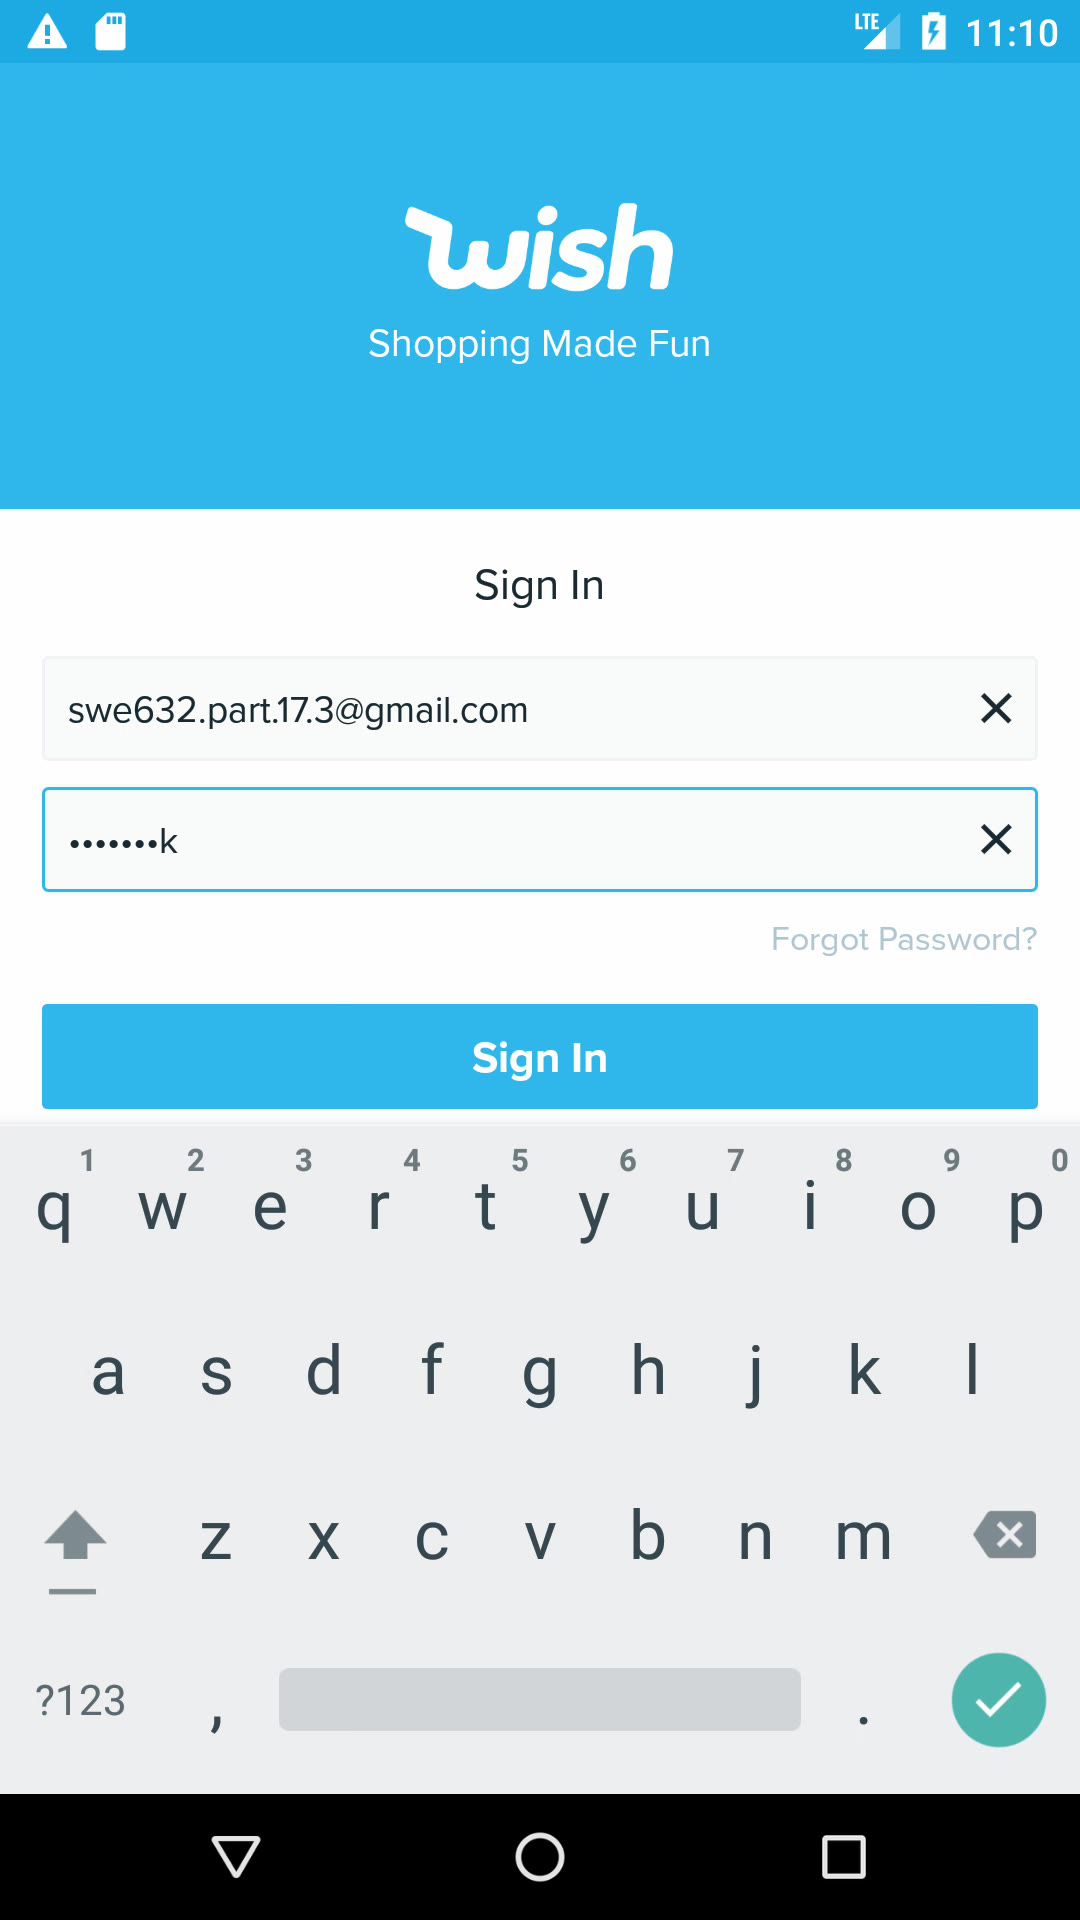 LTE 11:10
wish
Shopping Made Fun
Sign In
swe632.part.17.3@gmail.com
•••••••k
Forgot Password?
Sign In
1 2 3 4 5 6 7 8 9 0
q w e r t y u i o p
a s d f g h j k l
z x c v b n m
?123 , .